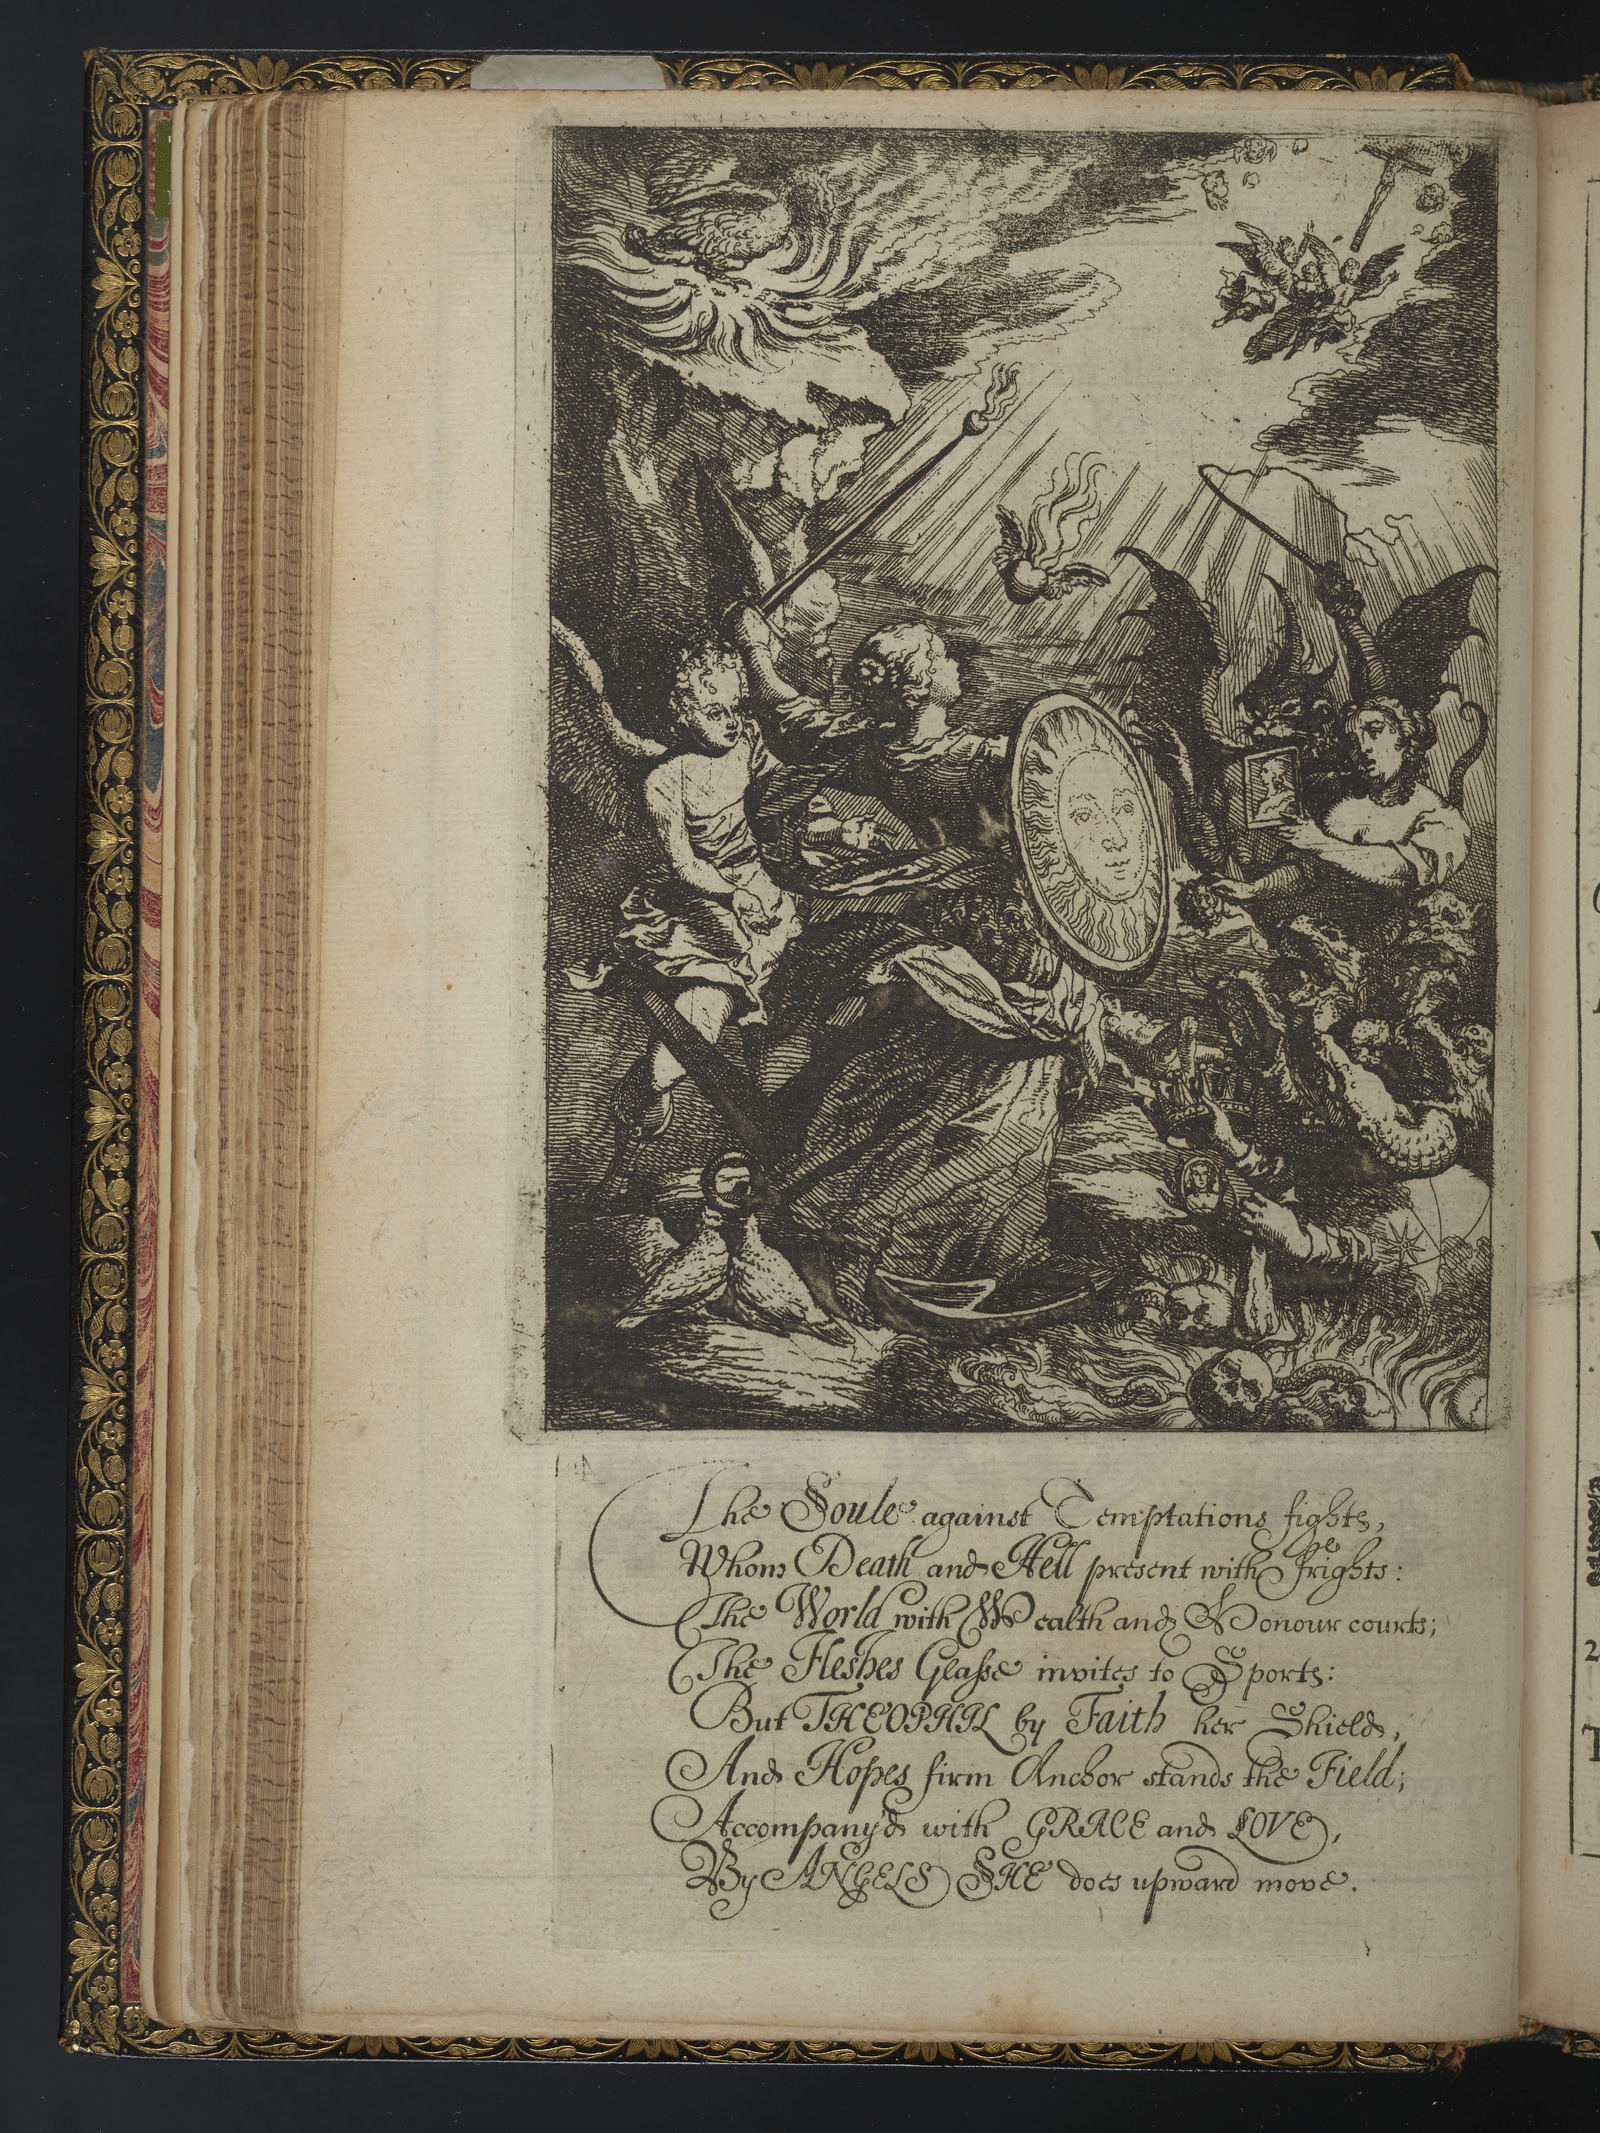 The Soule against Temptations fights,
Whom Death and Hell present with Frights:
The World with Wealth and Honour courts;
The Fleshes Glasse invites to Sports:
But THEOPHIL by Faith her Shield,
And Hopes firm Anchor stands the Field;
Accompany'd with GRACE and LOVE,
By ANGELS SHE does upward move.